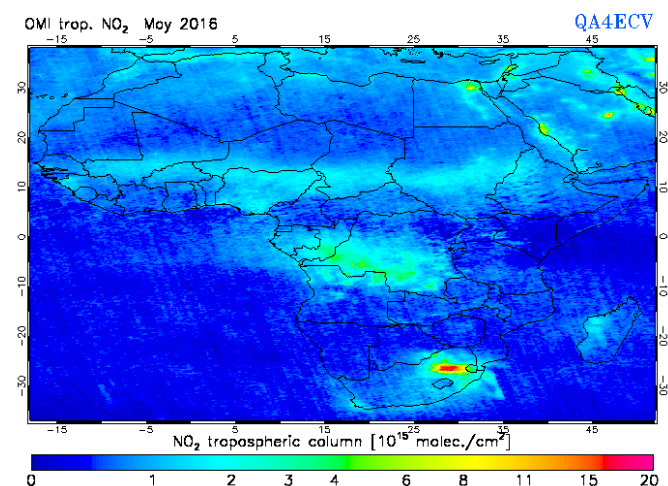 OMI trop. NO₂ May 2016 QA4ECV
-15 -5 5 15 25 35 45
30 30
20 20
10 10
0 0
-10 -10
-20 -20
-30 -30
-15 -5 5 15 25 35 45
NO₂ tropospheric column [10¹⁵ molec./cm²]
0 1 2 3 4 6 8 11 15 20